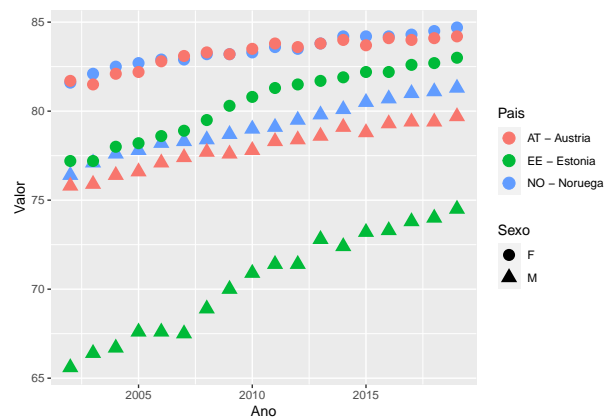 85
80
75
70
65
Valor
2005
2010
2015
Ano
Pais
AT − Austria
EE − Estonia
NO − Noruega
Sexo
F
M